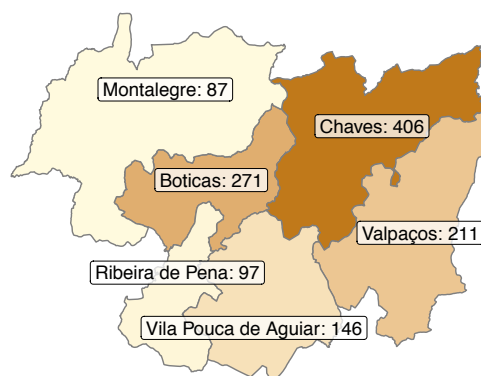 Montalegre: 87
Chaves: 406
Boticas: 271
Valpaços: 211
Ribeira de Pena: 97
Vila Pouca de Aguiar: 146